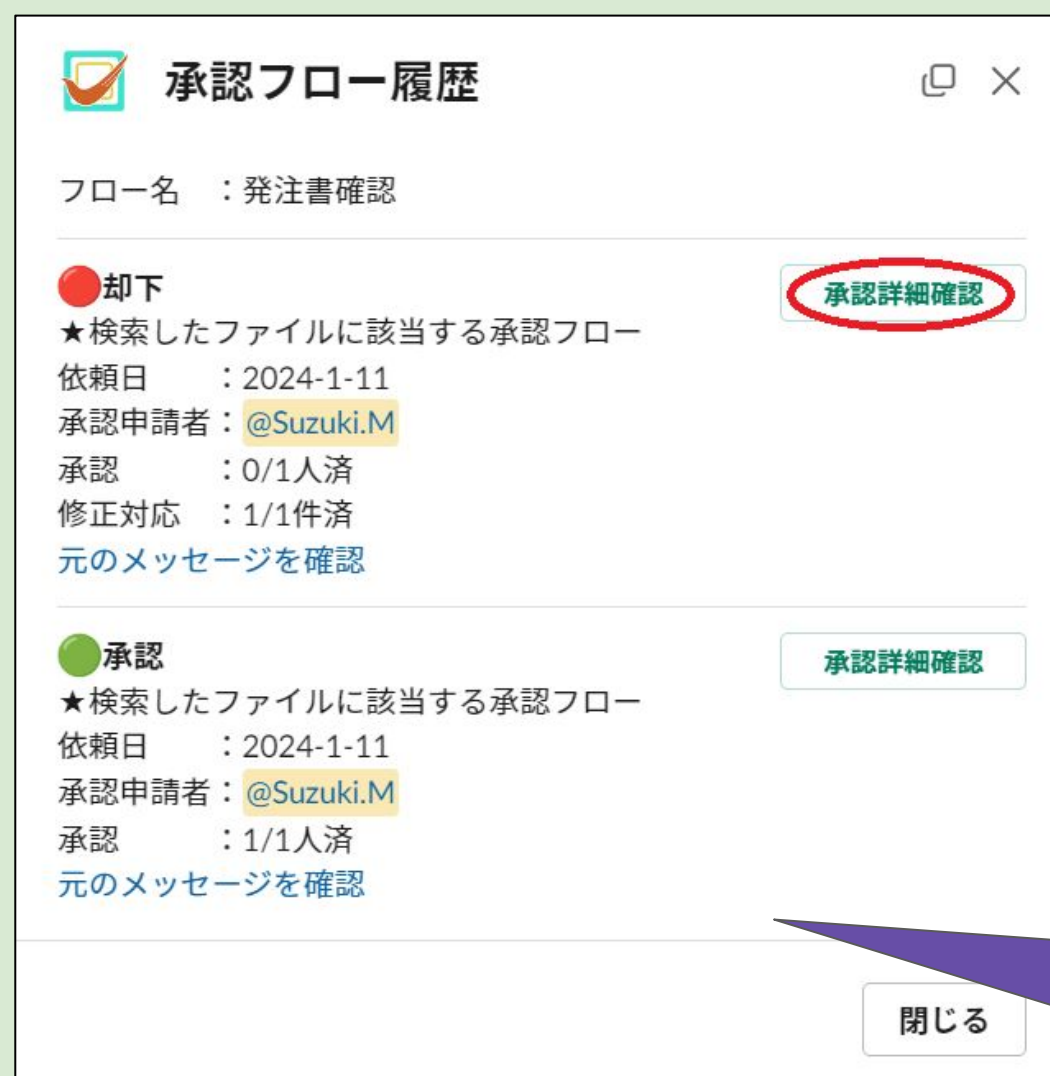 承認フロー履歴
フロー名　：発注書確認
🔴却下
承認詳細確認
★検索したファイルに該当する承認フロー
依頼日　　：2024-1-11
承認申請者：@Suzuki.M
承認　　　：0/1人済
修正対応　：1/1件済
元のメッセージを確認
🟢承認
承認詳細確認
★検索したファイルに該当する承認フロー
依頼日　　：2024-1-11
承認申請者：@Suzuki.M
承認　　　：1/1人済
元のメッセージを確認
閉じる